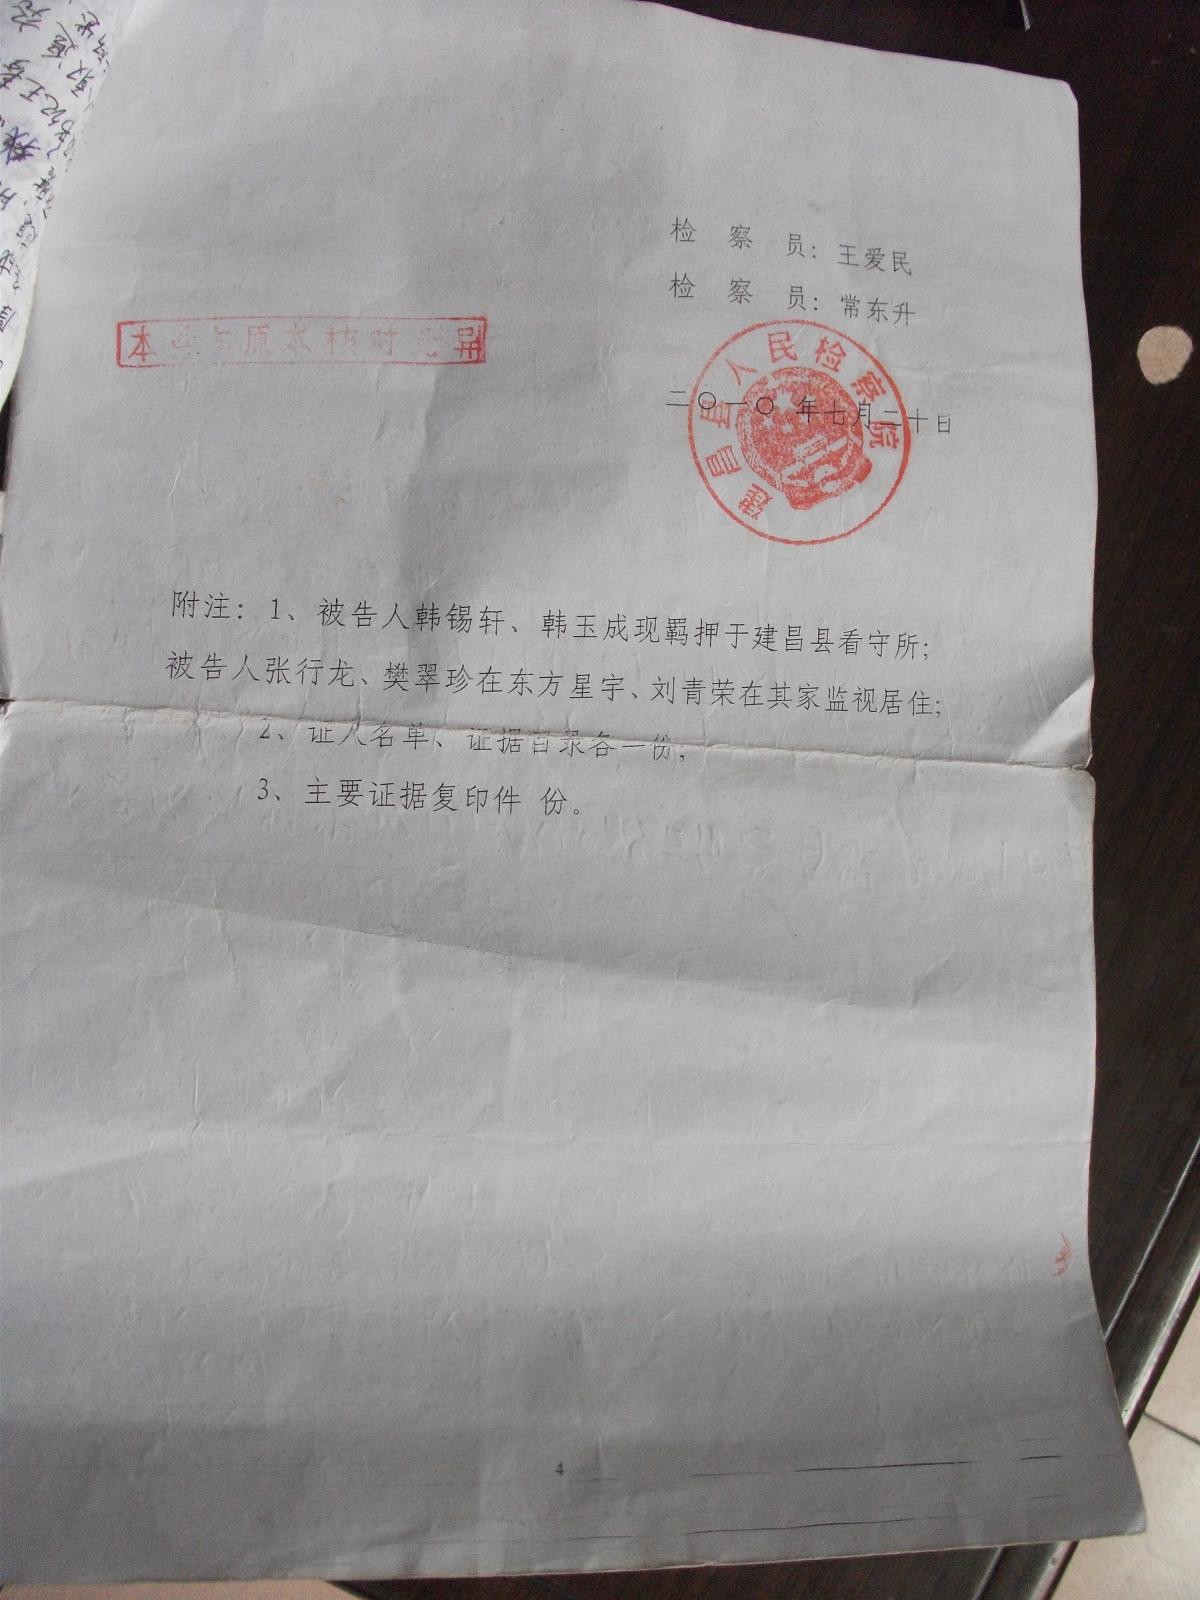 检 察 员：王爱民
检 察 员：常东升
本 与原本核对 异
建昌县人民检察院
二〇一〇年七月二十日
附注：1、被告人韩锡轩、韩玉成现羁押于建昌县看守所；
被告人张行龙、樊翠珍在东方星宇、刘青荣在其家监视居住；
2、证人名单、证据目录各一份；
3、主要证据复印件 份。
4